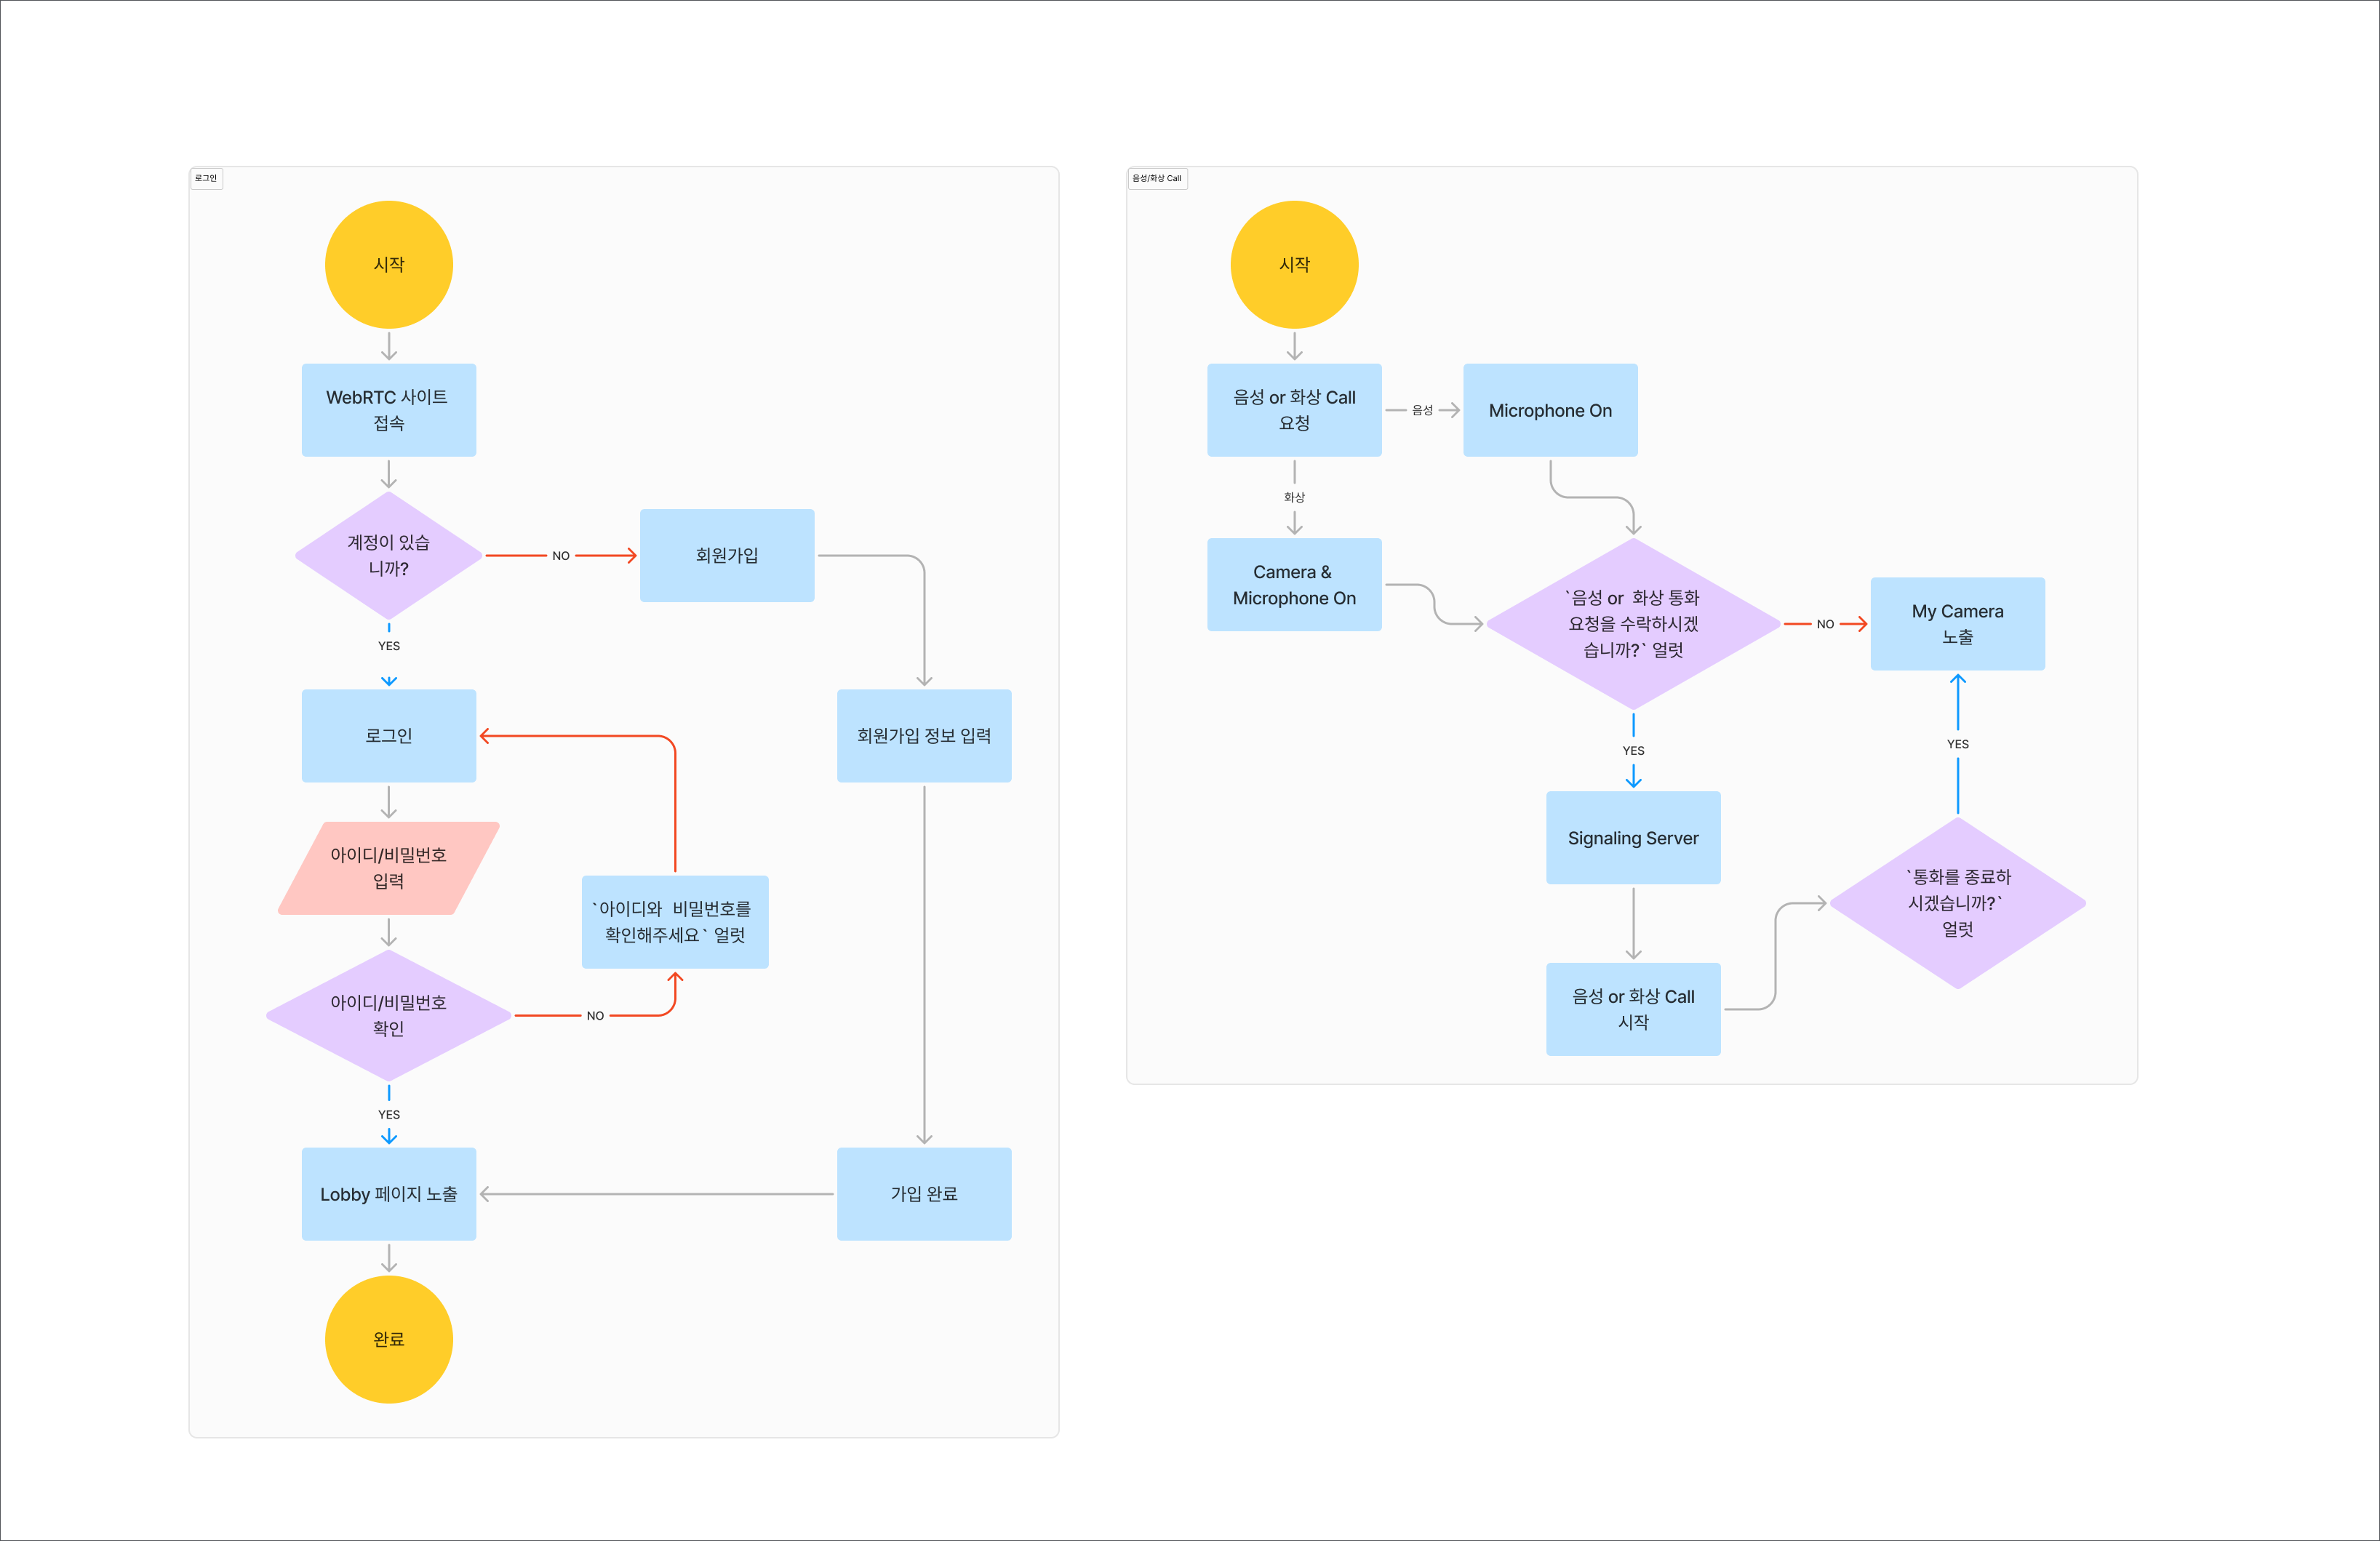 로그인
시작
WebRTC 사이트
접속
계정이 있습
니까?
NO
회원가입
YES
로그인
회원가입 정보 입력
아이디/비밀번호
입력
`아이디와  비밀번호를
확인해주세요` 얼럿
아이디/비밀번호
확인
NO
YES
Lobby 페이지 노출
가입 완료
완료
음성/화상 Call
시작
음성 or 화상 Call
요청
음성
Microphone On
화상
Camera &
Microphone On
`음성 or  화상 통화
요청을 수락하시겠
습니까?` 얼럿
NO
My Camera
노출
YES
YES
Signaling Server
`통화를 종료하
시겠습니까?`
얼럿
음성 or 화상 Call
시작